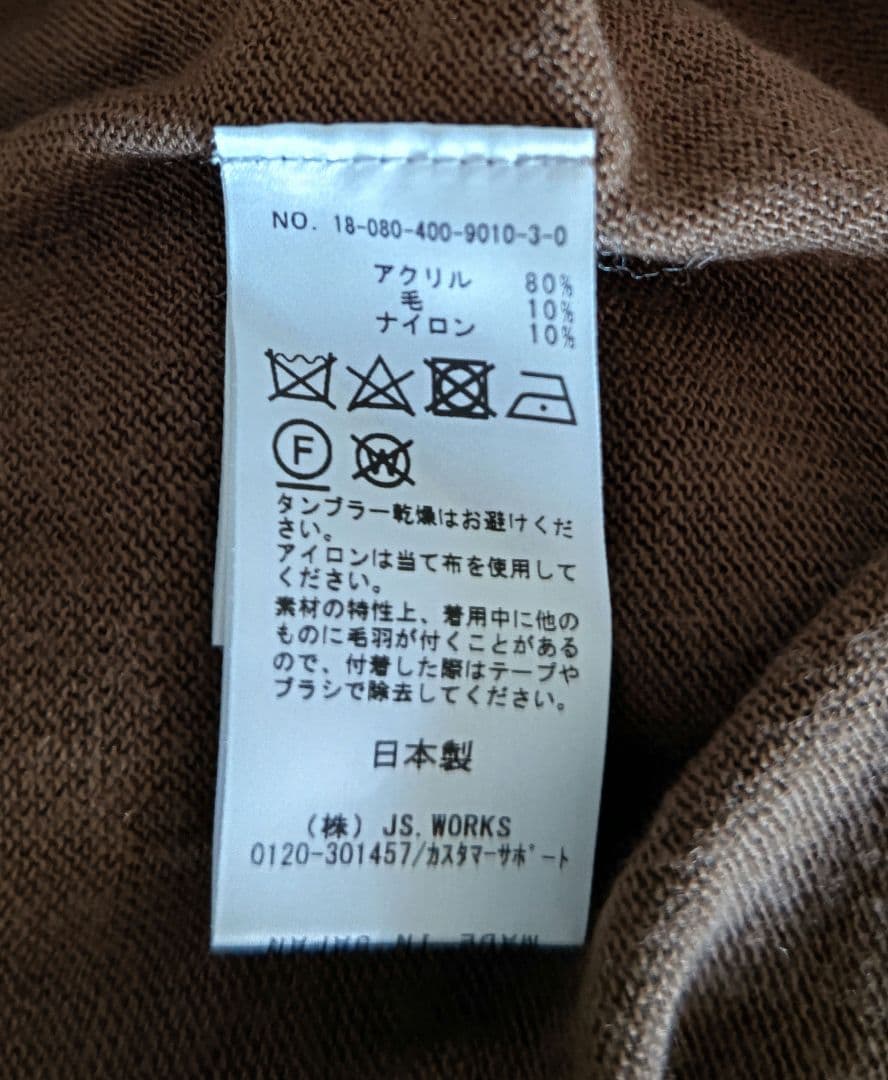 NO. 18-080-400-9010-3-0
アクリル 80%
毛 10%
ナイロン 10%
F
W
タンブラー乾燥はお避けくだ
さい。
アイロンは当て布を使用して
ください。
素材の特性上、着用中に他の
ものに毛羽が付くことがある
ので、付着した際はテープや
ブラシで除去してください。
日本製
(株) JS.WORKS
0120-301457/カスタマーサポート
MADE IN JAPAN